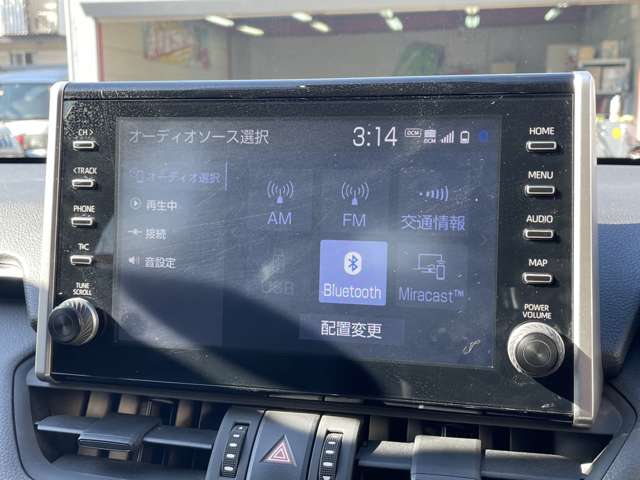 オーディオソース選択
3:14
DCM
DCM
オーディオ選択
再生中
接続
音設定
AM
FM
交通情報
USB
Bluetooth
Miracast™
配置変更
CH >
< TRACK
PHONE
TUNE
SCROLL
HOME
MENU
AUDIO
MAP
POWER
VOLUME